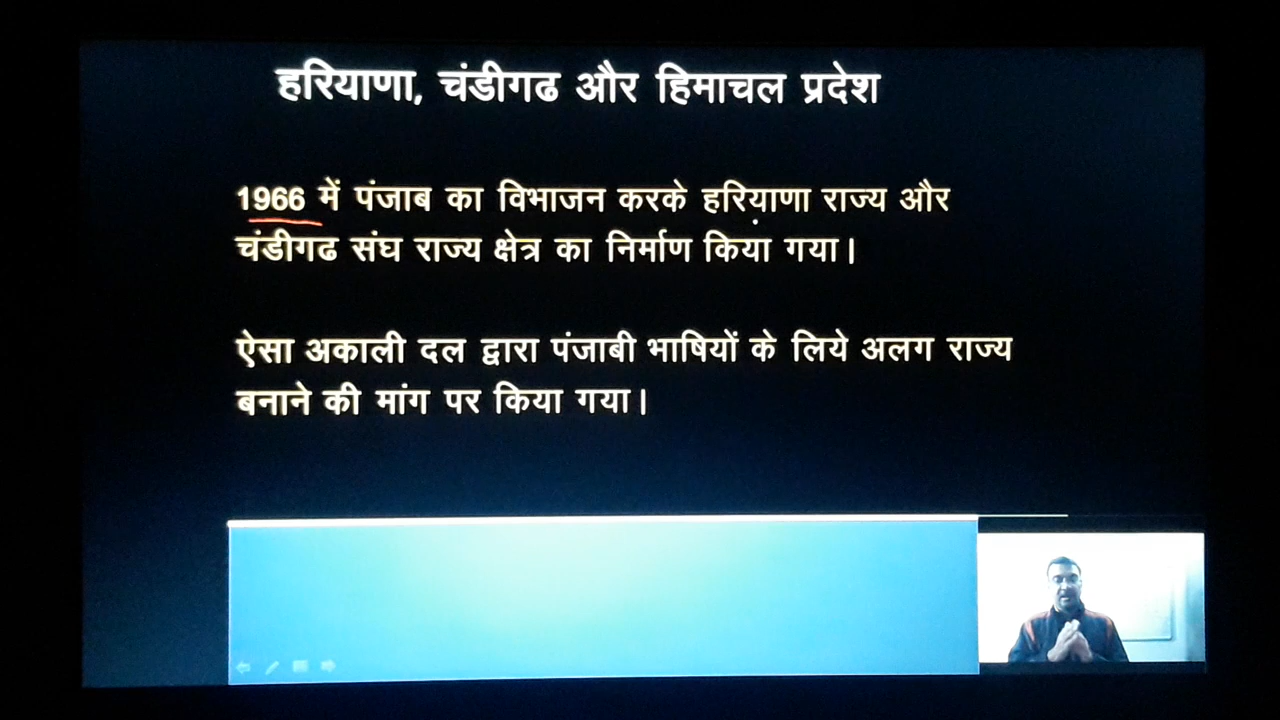 हरियाणा, चंडीगढ और हिमाचल प्रदेश
1966 में पंजाब का विभाजन करके हरियाणा राज्य और
चंडीगढ संघ राज्य क्षेत्र का निर्माण किया गया।
ऐसा अकाली दल द्वारा पंजाबी भाषियों के लिये अलग राज्य
बनाने की मांग पर किया गया।